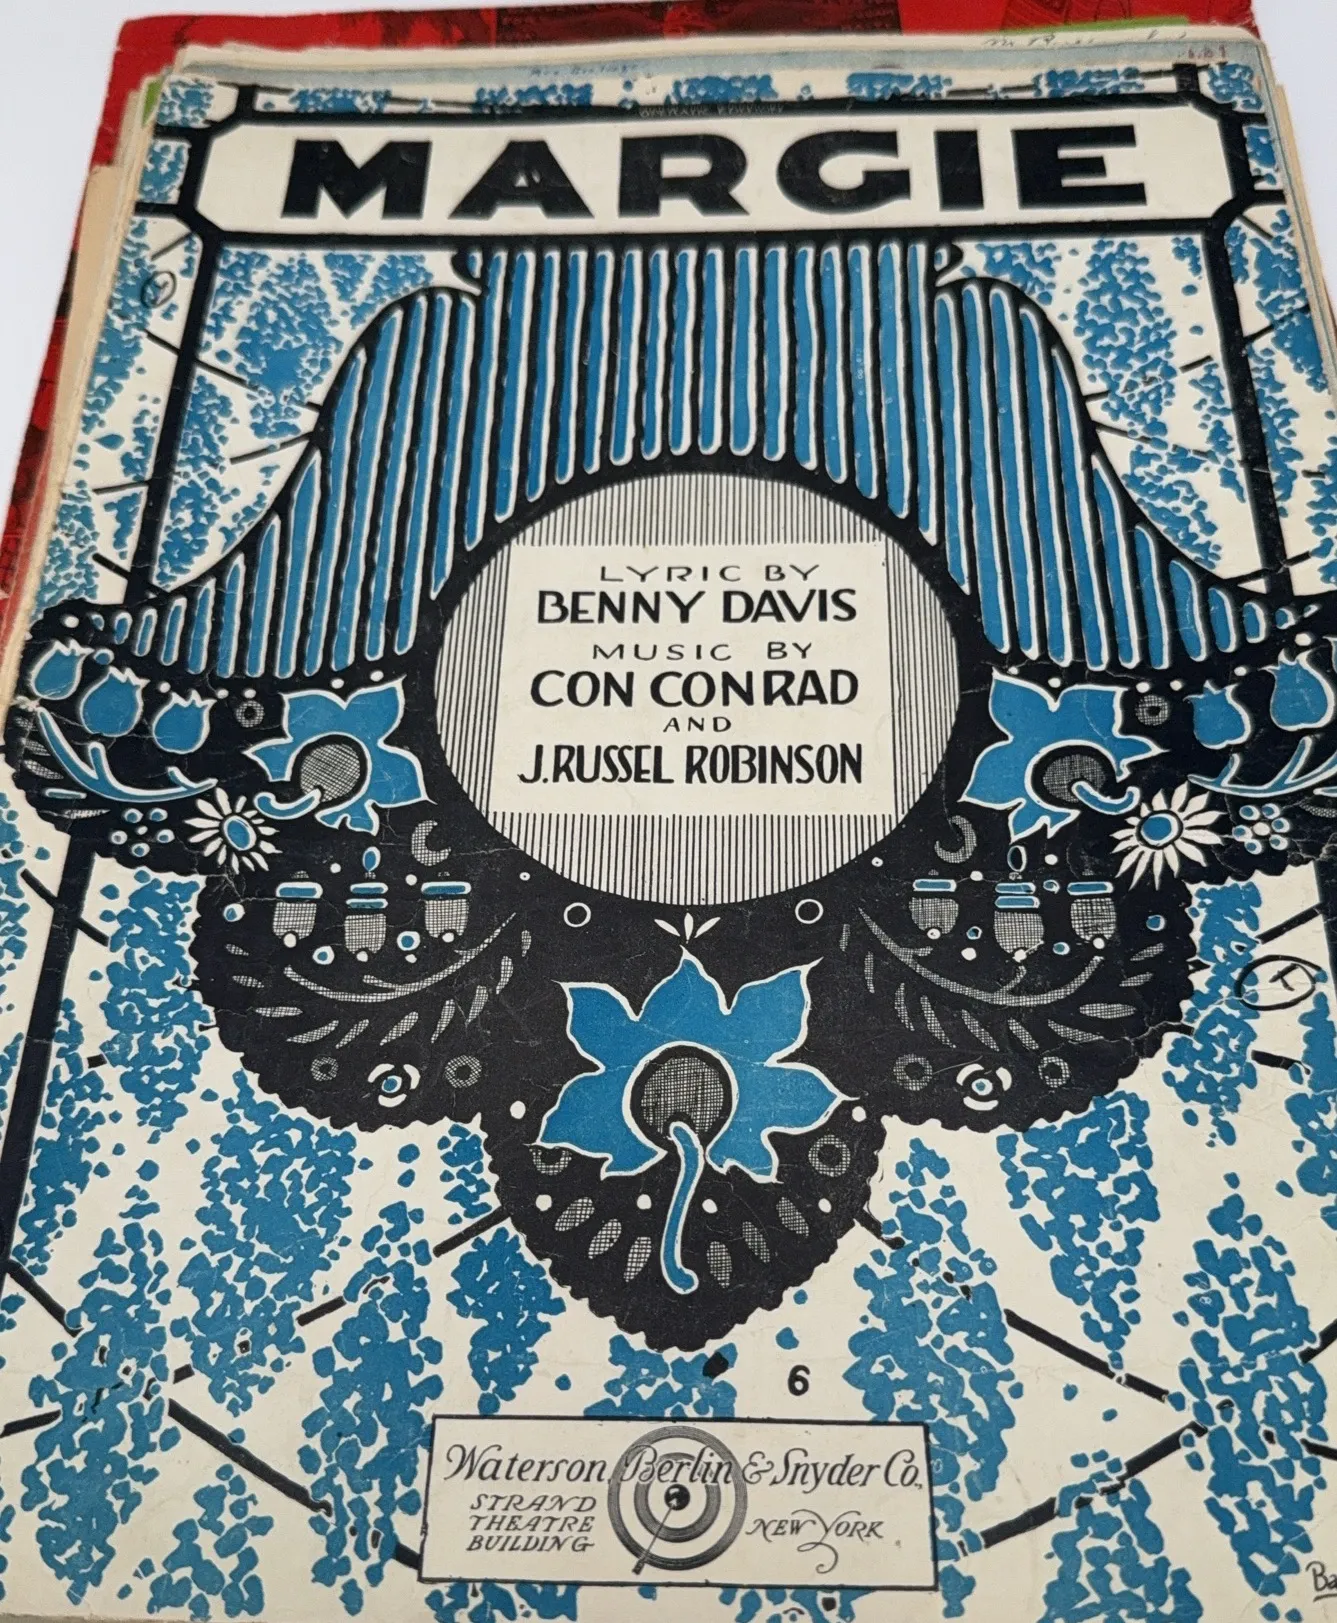 MARGIE
LYRIC BY
BENNY DAVIS
MUSIC BY
CON CONRAD
AND
J. RUSSEL ROBINSON
6
Waterson, Berlin & Snyder Co.,
STRAND
THEATRE
BUILDING
NEW YORK